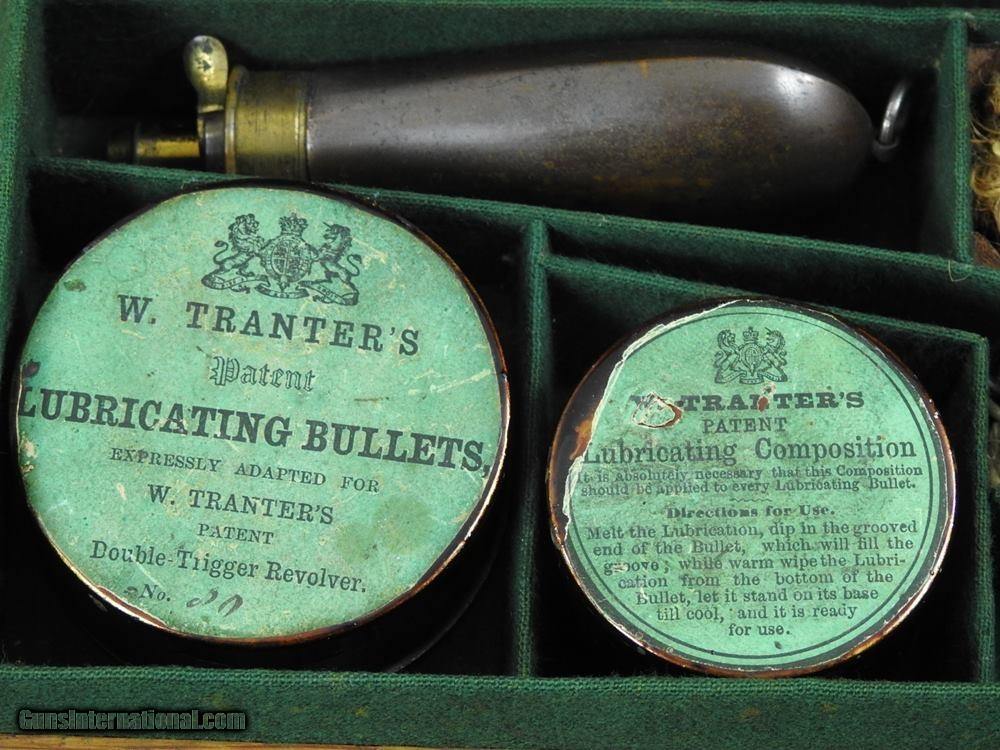 W. TRANTER'S
Patent
LUBRICATING BULLETS,
EXPRESSLY ADAPTED FOR
W. TRANTER'S
PATENT
Double-Trigger Revolver.
No. 50
W. TRANTER'S
PATENT
Lubricating Composition
It is absolutely necessary that this Composition
should be applied to every Lubricating Bullet.
Directions for Use.
Melt the Lubrication, dip in the grooved
end of the Bullet, which will fill the
groove; while warm wipe the Lubri-
cation from the bottom of the
Bullet, let it stand on its base
till cool, and it is ready
for use.
GunsInternational.com